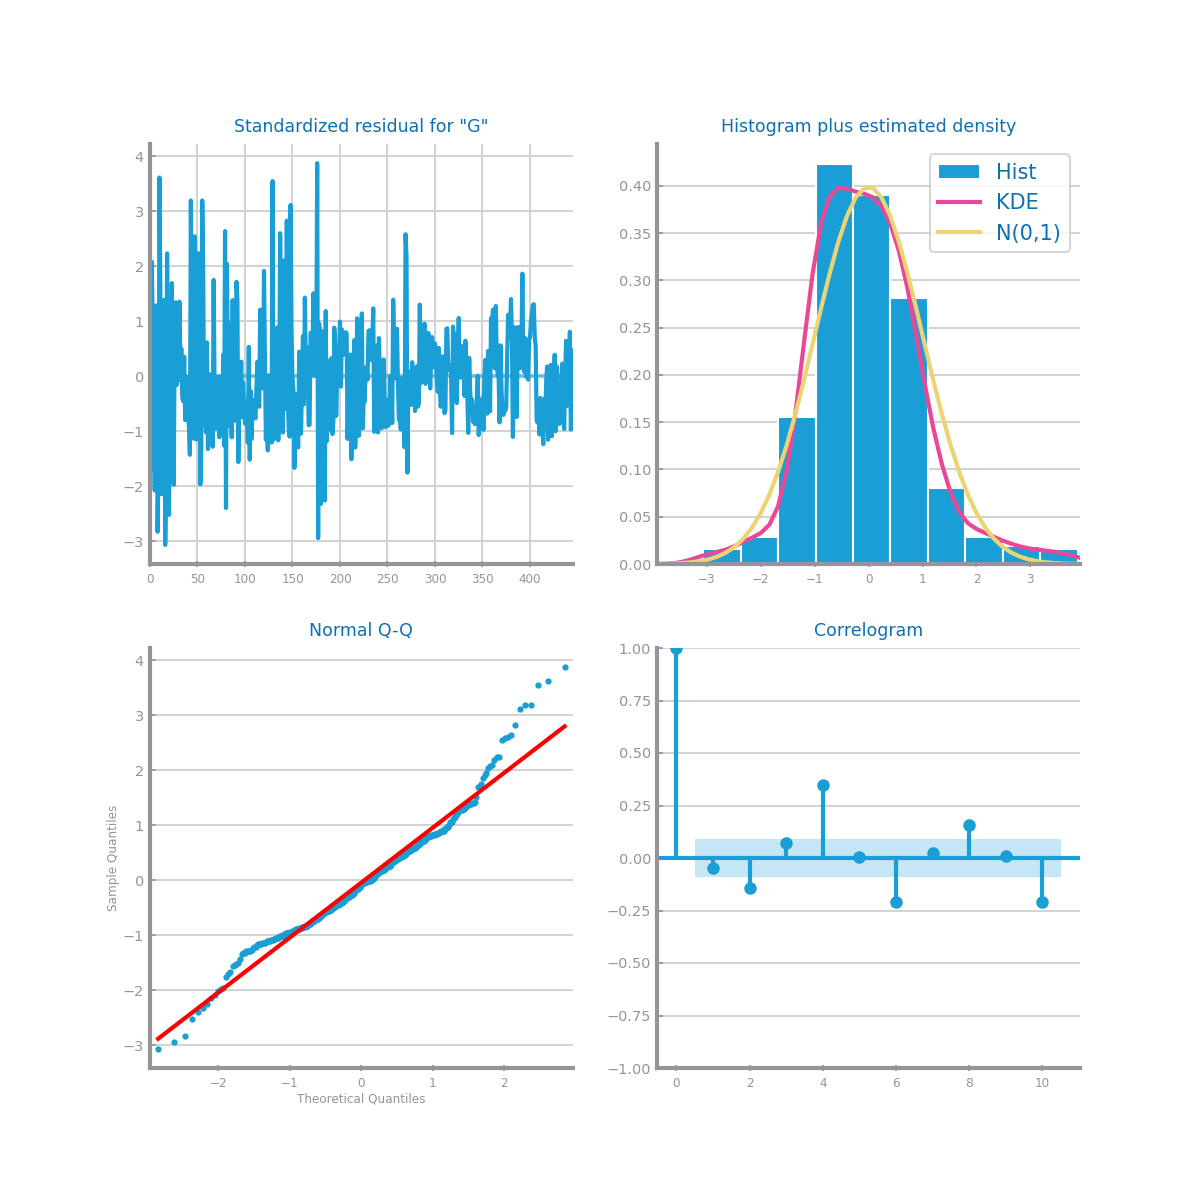 Standardized residual for "G"
4
3
2
1
0
−1
−2
−3
0 50 100 150 200 250 300 350 400
Histogram plus estimated density
Hist
KDE
N(0,1)
0.40
0.35
0.30
0.25
0.20
0.15
0.10
0.05
0.00
−3 −2 −1 0 1 2 3
Normal Q-Q
Sample Quantiles
4
3
2
1
0
−1
−2
−3
−2 −1 0 1 2
Theoretical Quantiles
Correlogram
1.00
0.75
0.50
0.25
0.00
−0.25
−0.50
−0.75
−1.00
0 2 4 6 8 10